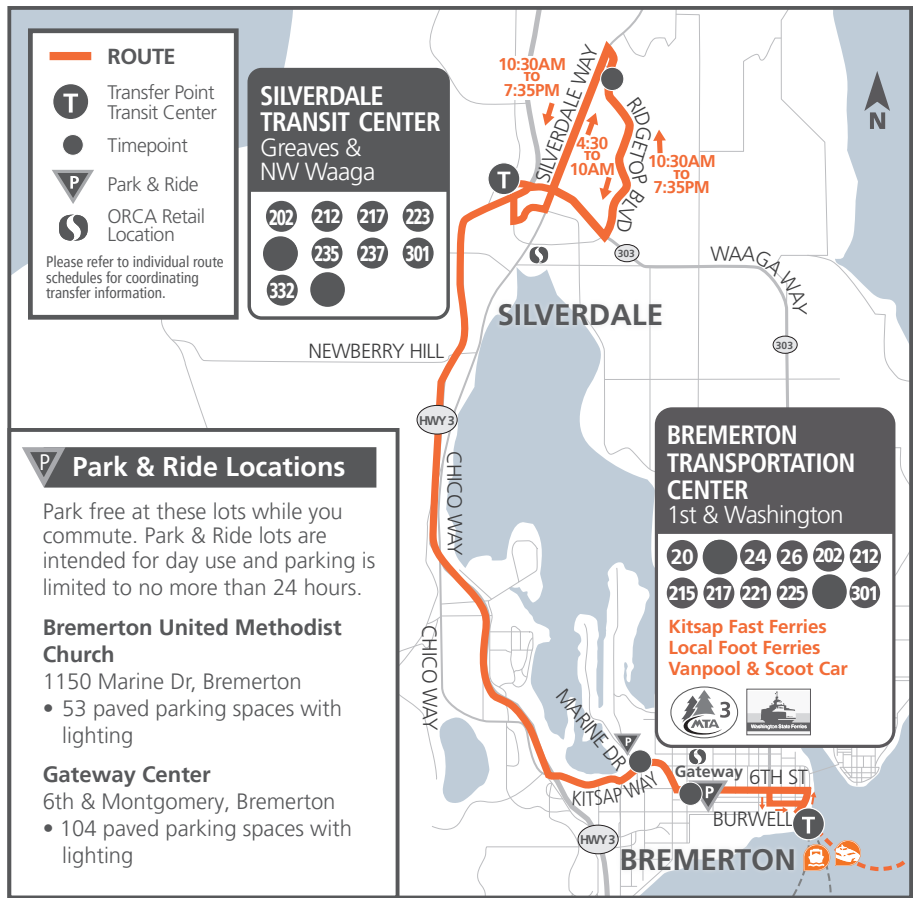 ROUTE
T
Transfer Point
Transit Center
Timepoint
P
Park & Ride
ORCA Retail
Location
Please refer to individual route
schedules for coordinating
transfer information.
SILVERDALE
TRANSIT CENTER
Greaves &
NW Waaga
202 212 217 223
235 237 301
332
10:30AM
TO
7:35PM
SILVERDALE WAY
4:30
TO
10AM
RIDGETOP BLVD
10:30AM
TO
7:35PM
N
T
303
WAAGA WAY
303
SILVERDALE
NEWBERRY HILL
HWY 3
CHICO WAY
CHICO WAY
P Park & Ride Locations
Park free at these lots while you
commute. Park & Ride lots are
intended for day use and parking is
limited to no more than 24 hours.
Bremerton United Methodist
Church
1150 Marine Dr, Bremerton
• 53 paved parking spaces with
lighting
Gateway Center
6th & Montgomery, Bremerton
• 104 paved parking spaces with
lighting
BREMERTON
TRANSPORTATION
CENTER
1st & Washington
20 24 26 202 212
215 217 221 225 301
Kitsap Fast Ferries
Local Foot Ferries
Vanpool & Scoot Car
MTA 3
Washington State Ferries
MARINE DR
P
KITSAP WAY
Gateway
P
6TH ST
BURWELL
T
HWY 3
BREMERTON